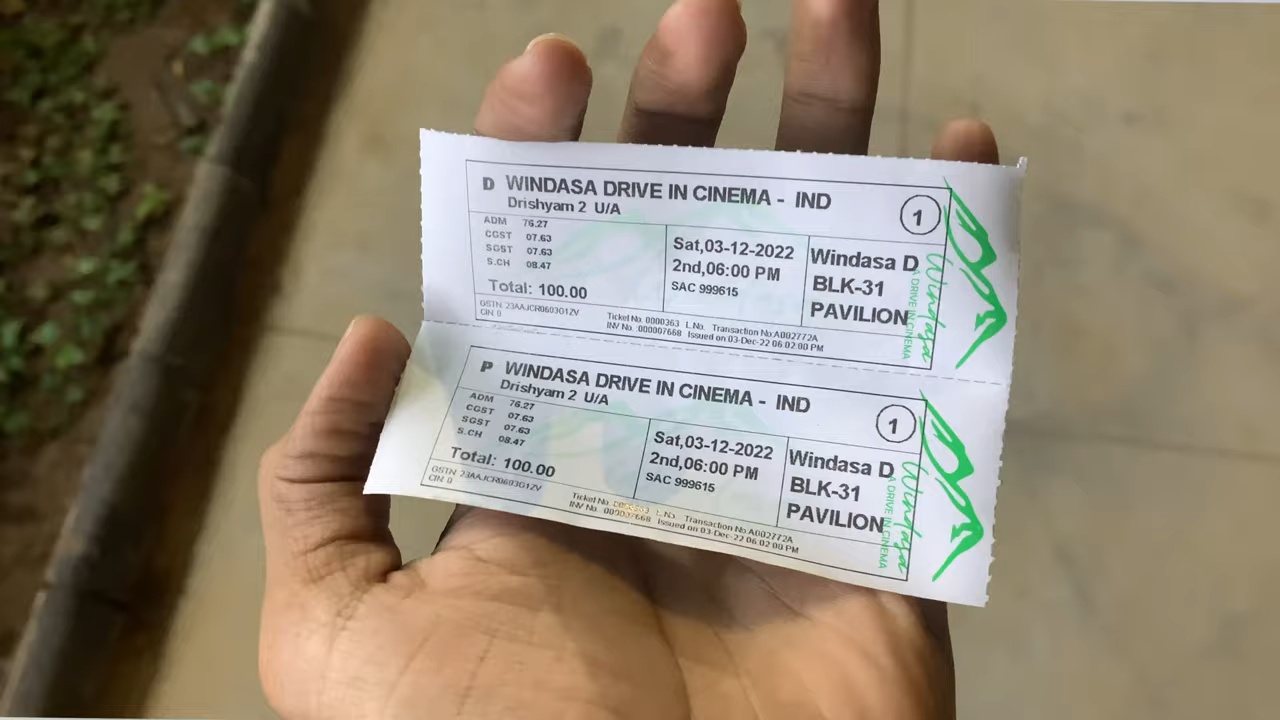 D WINDASA DRIVE IN CINEMA - IND
Drishyam 2 U/A
1
ADM 76.27
CGST 07.63
SGST 07.63
S.CH 08.47
Total: 100.00
Sat,03-12-2022
2nd,06:00 PM
SAC 999615
Windasa D
BLK-31
PAVILION
GSTN 23AAJCR0603G1ZV
CIN 0
Ticket No. 0000363 L.No. Transaction No:A002772A
INV No. :000007668 Issued on:03-Dec-22 06:02:00 PM
Windasa
A DRIVE IN CINEMA
P WINDASA DRIVE IN CINEMA - IND
Drishyam 2 U/A
1
ADM 76.27
CGST 07.63
SGST 07.63
S.CH 08.47
Total: 100.00
Sat,03-12-2022
2nd,06:00 PM
SAC 999615
Windasa D
BLK-31
PAVILION
GSTN 23AAJCR0603G1ZV
CIN 0
Ticket No. 0000363 L.No. Transaction No:A002772A
INV No. :000007668 Issued on:03-Dec-22 06:02:00 PM
Windasa
A DRIVE IN CINEMA